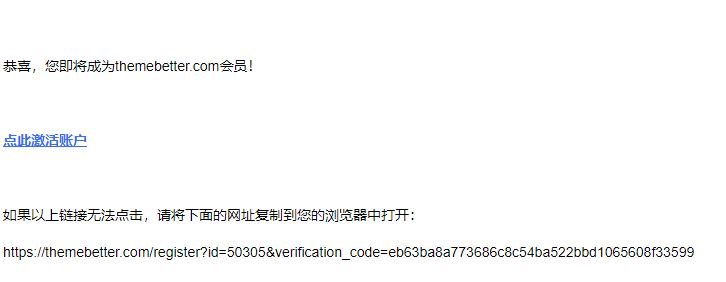 恭喜，您即将成为themebetter.com会员！
点此激活账户
如果以上链接无法点击，请将下面的网址复制到您的浏览器中打开：
https://themebetter.com/register?id=50305&verification_code=eb63ba8a773686c8c54ba522bbd1065608f33599